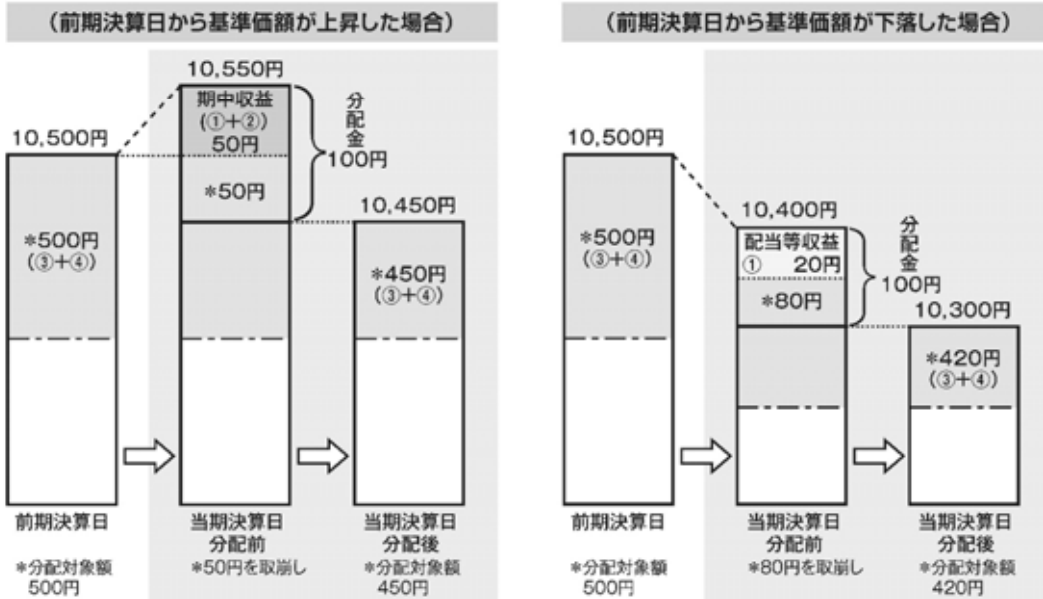 (前期決算日から基準価額が上昇した場合)
10,550円
期中収益
(①+②)
50円
分配金
100円
10,500円
*50円
10,450円
*500円
(③+④)
*450円
(③+④)
前期決算日
当期決算日
分配前
当期決算日
分配後
*分配対象額
500円
*50円を取崩し
*分配対象額
450円
(前期決算日から基準価額が下落した場合)
10,500円
10,400円
配当等収益
① 20円
分配金
100円
*500円
(③+④)
*80円
10,300円
*420円
(③+④)
前期決算日
当期決算日
分配前
当期決算日
分配後
*分配対象額
500円
*80円を取崩し
*分配対象額
420円